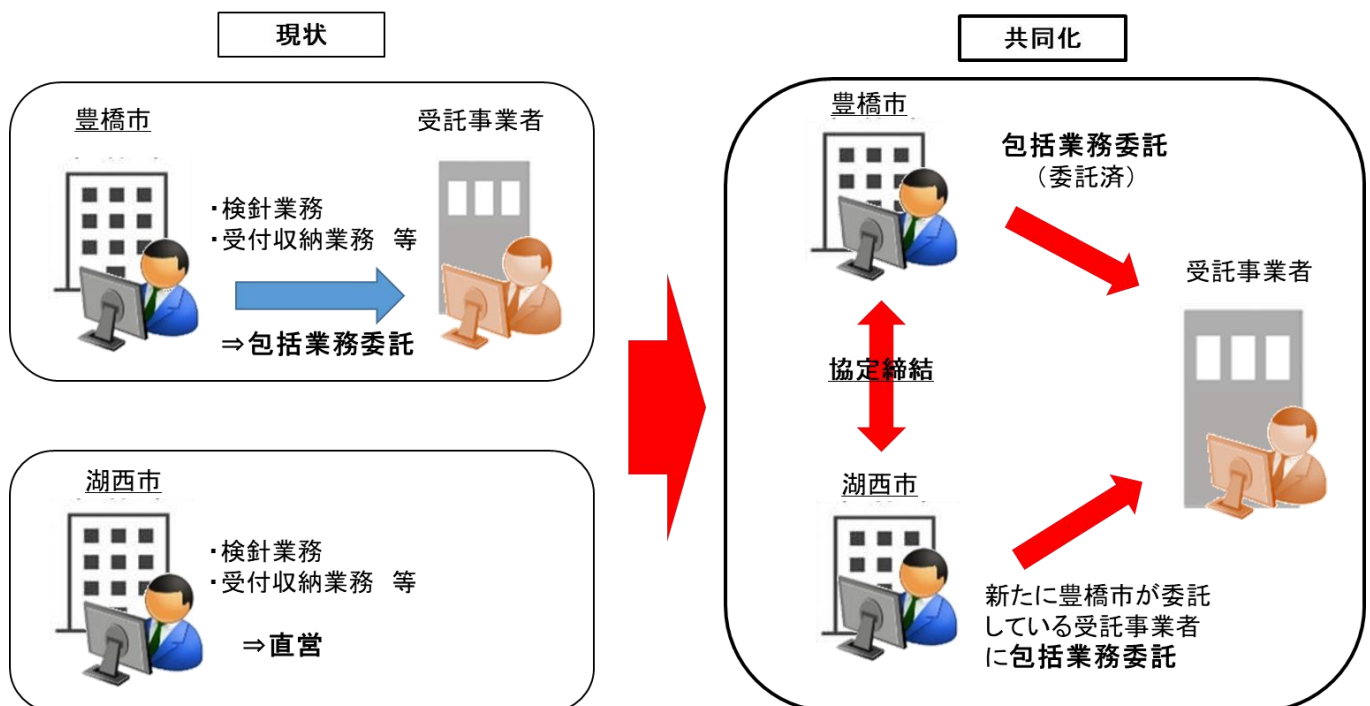 現状
豊橋市
受託事業者
・検針業務
・受付収納業務 等
⇒包括業務委託
湖西市
・検針業務
・受付収納業務 等
⇒直営
共同化
豊橋市
包括業務委託
（委託済）
受託事業者
協定締結
湖西市
新たに豊橋市が委託
している受託事業者
に包括業務委託